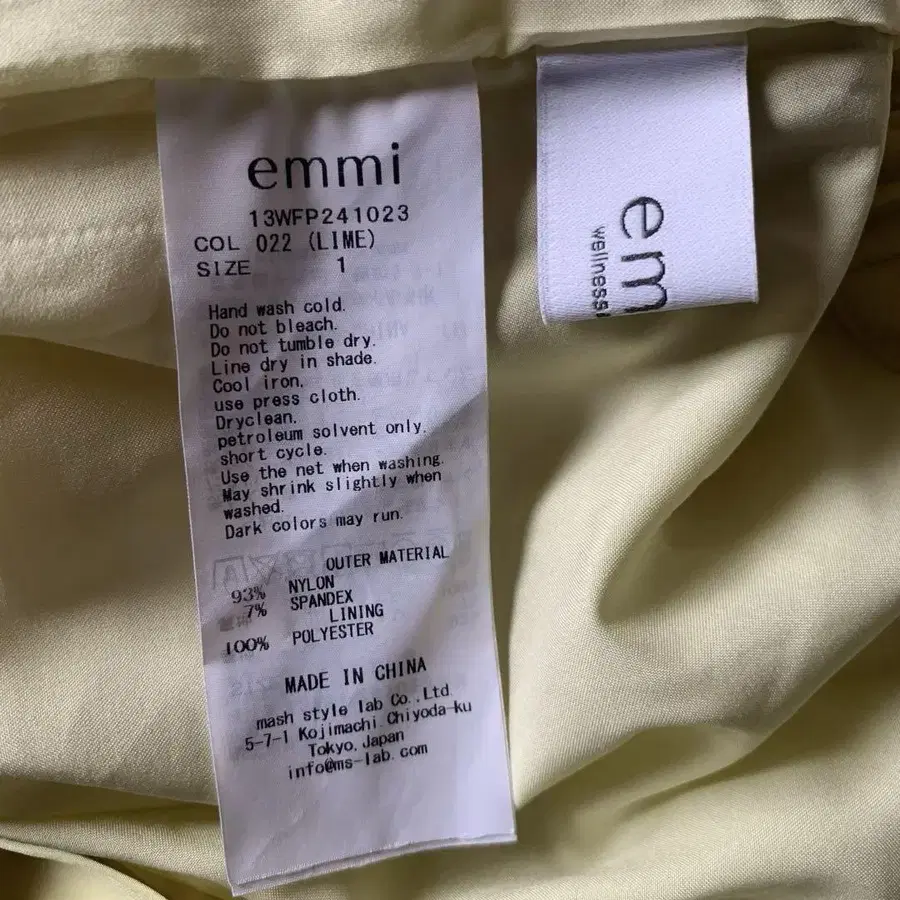 emmi
13WFP241023
COL 022 (LIME)
SIZE 1
Hand wash cold.
Do not bleach.
Do not tumble dry.
Line dry in shade.
Cool iron.
use press cloth.
Dryclean.
petroleum solvent only.
short cycle.
Use the net when washing.
May shrink slightly when
washed.
Dark colors may run.
OUTER MATERIAL
93% NYLON
7% SPANDEX
LINING
100% POLYESTER
MADE IN CHINA
mash style lab Co.,Ltd.
5-7-1 Kojimachi Chiyoda-ku
Tokyo, Japan
info@ms-lab.com
em
wellness